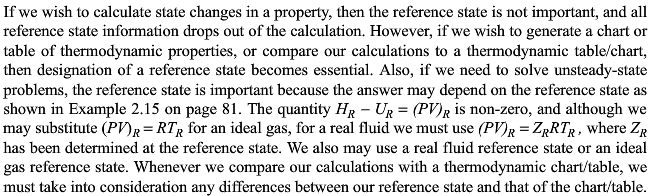 If we wish to calculate state changes in a property, then the reference state is not important, and all
reference state information drops out of the calculation. However, if we wish to generate a chart or
table of thermodynamic properties, or compare our calculations to a thermodynamic table/chart,
then designation of a reference state becomes essential. Also, if we need to solve unsteady-state
problems, the reference state is important because the answer may depend on the reference state as
shown in Example 2.15 on page 81. The quantity H_R – U_R = (PV)_R is non-zero, and although we
may substitute (PV)_R = RT_R for an ideal gas, for a real fluid we must use (PV)_R = Z_RRT_R, where Z_R
has been determined at the reference state. We also may use a real fluid reference state or an ideal
gas reference state. Whenever we compare our calculations with a thermodynamic chart/table, we
must take into consideration any differences between our reference state and that of the chart/table.